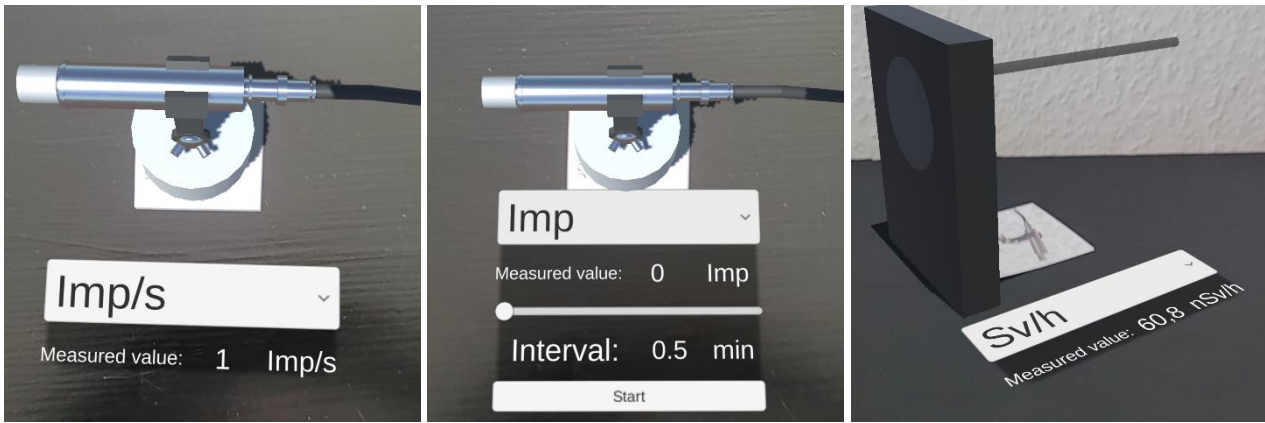 Imp/s
Measured value: 1 Imp/s
Imp
Measured value: 0 Imp
Interval: 0.5 min
Start
Sv/h
Measured value: 60,8 nSv/h